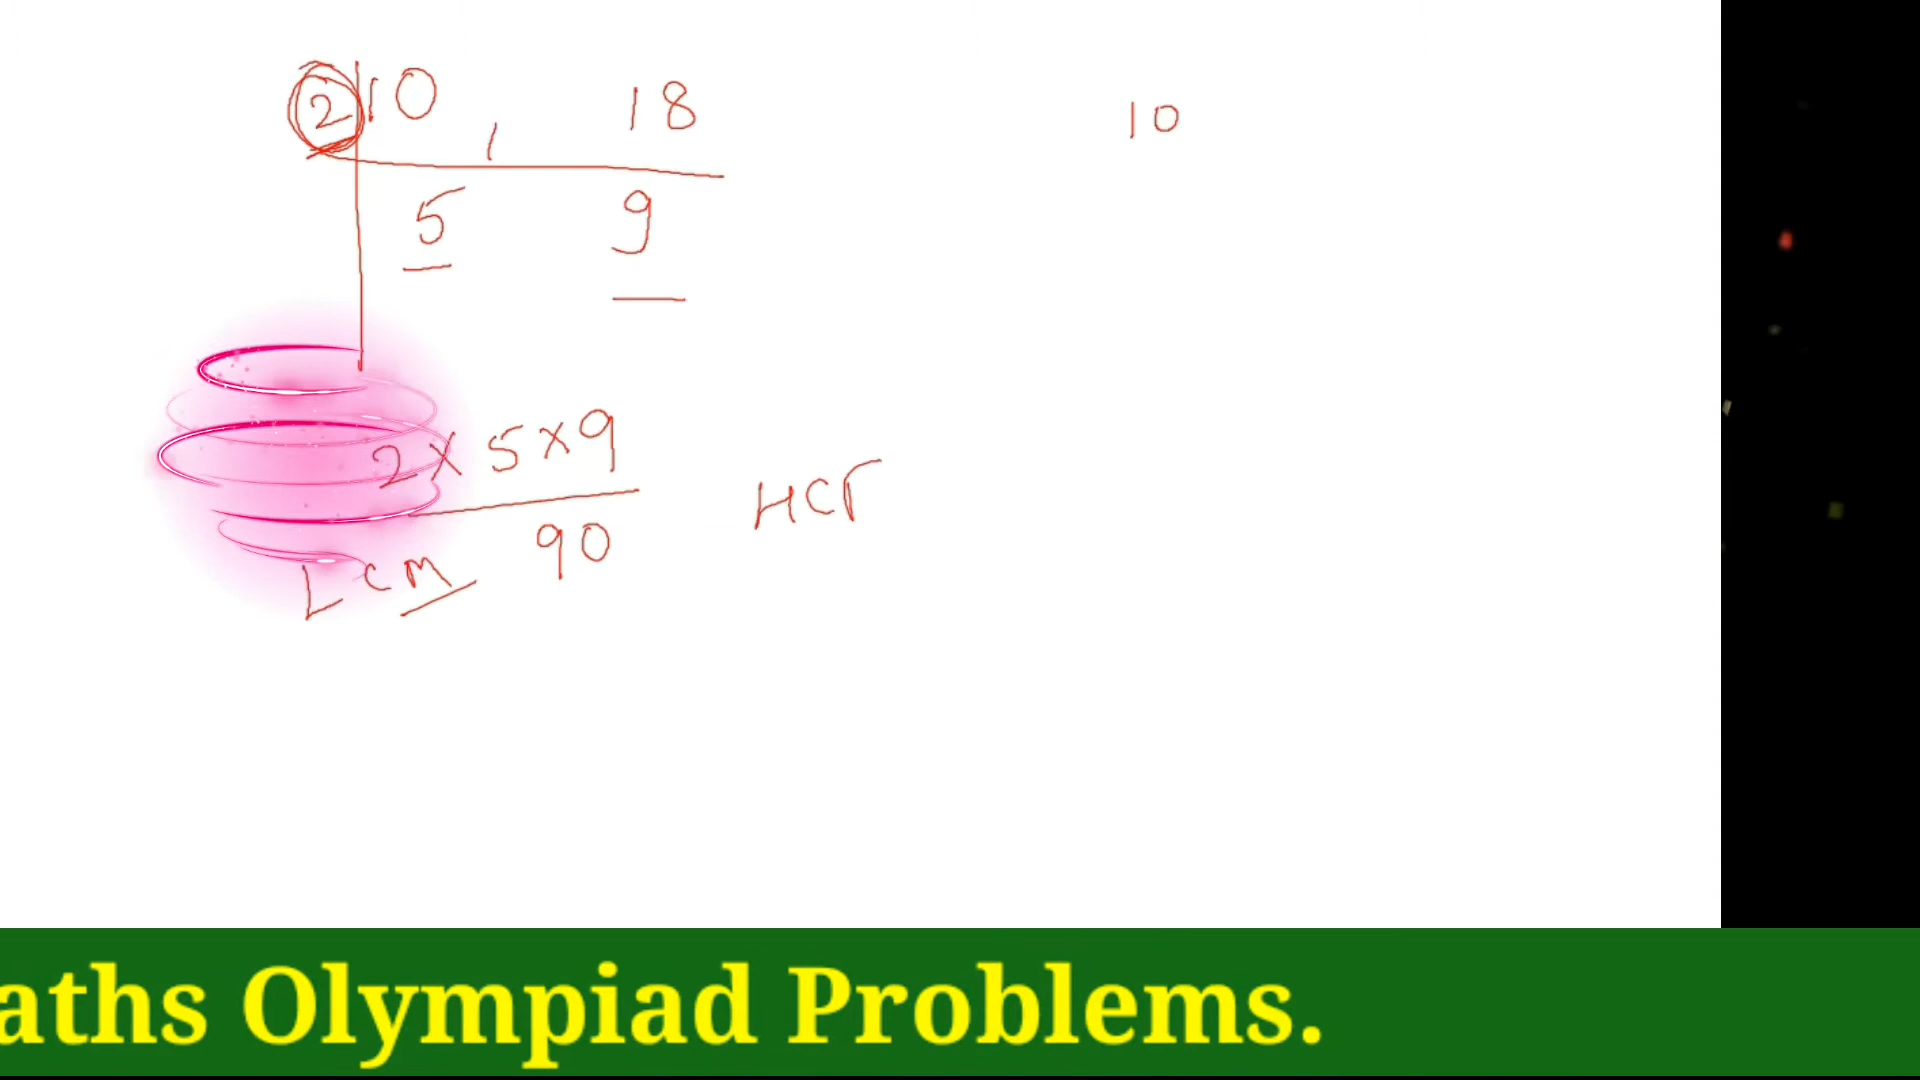 2 10 , 18
5 9
10
2 × 5 × 9
90
LCM
HCF
aths Olympiad Problems.